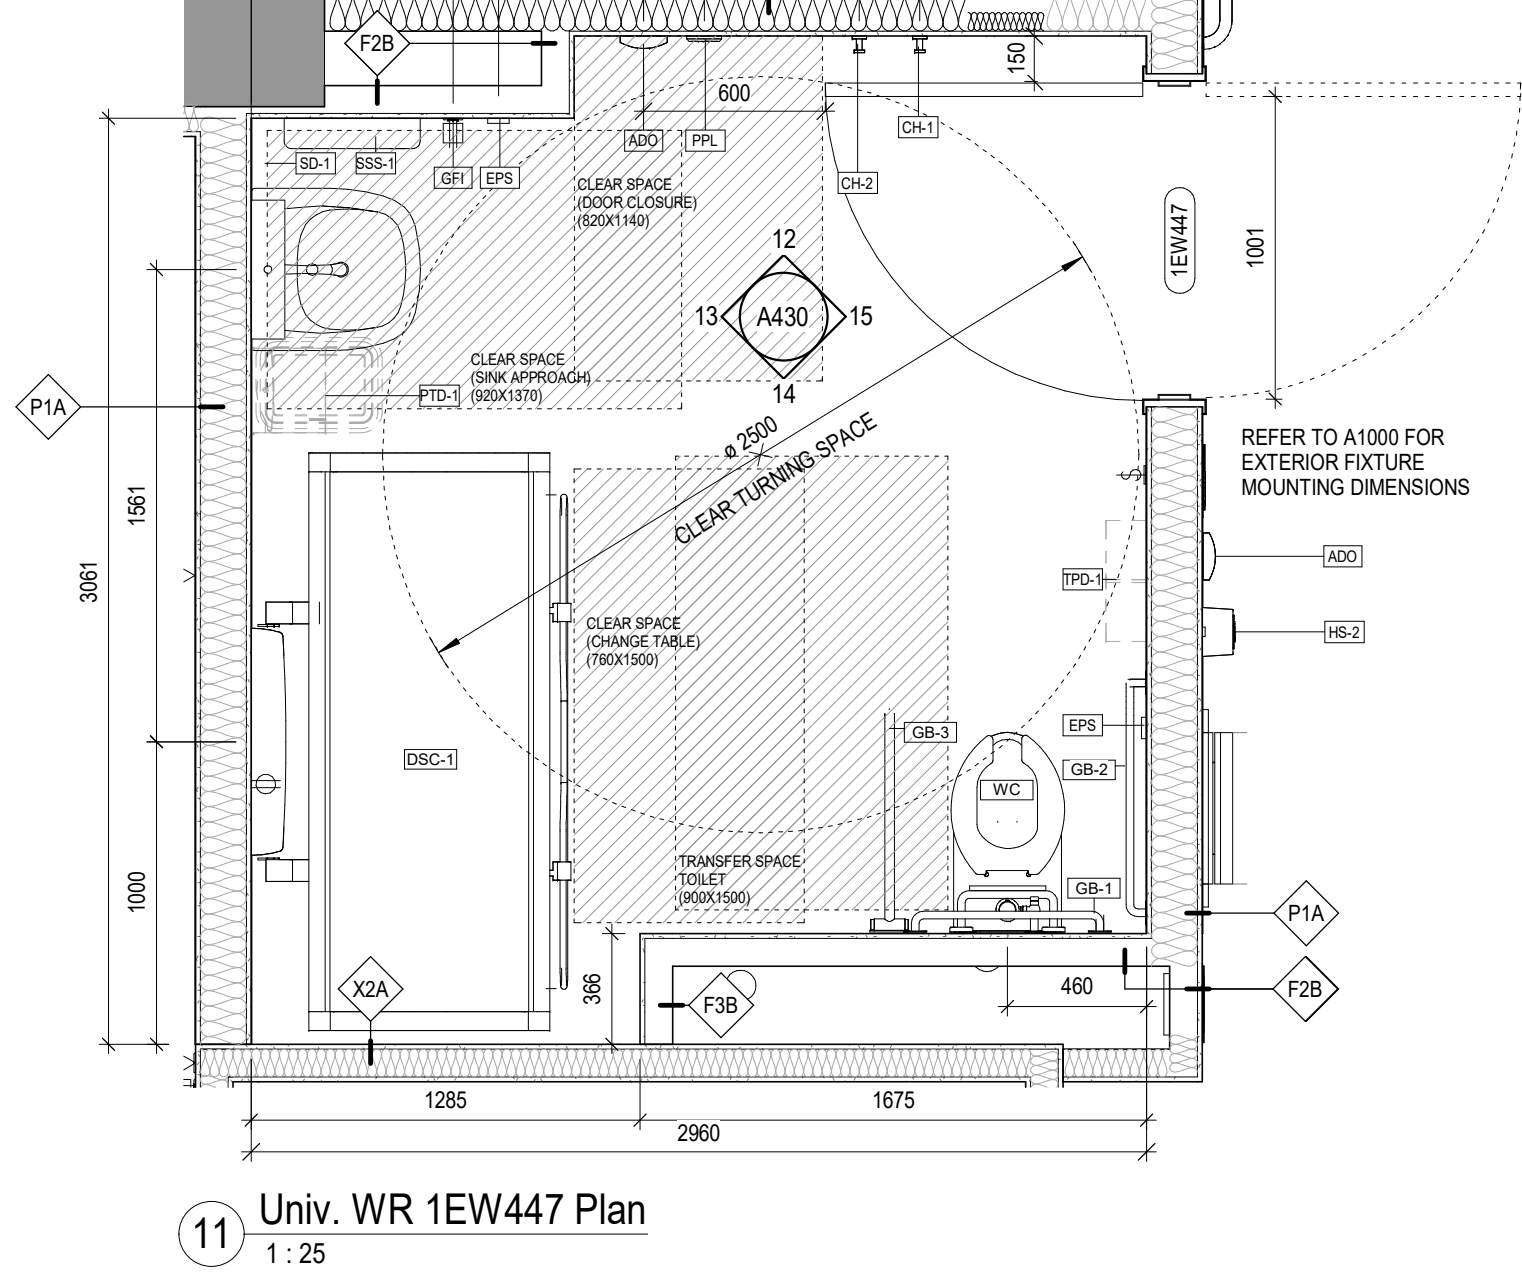 F2B
150
600
ADO
PPL
CH-1
CH-2
SD-1
SSS-1
GFI
EPS
CLEAR SPACE
(DOOR CLOSURE)
(820X1140)
1EW447
1001
12
13
A430
15
14
CLEAR SPACE
(SINK APPROACH)
(920X1370)
PTD-1
P1A
ø 2500
CLEAR TURNING SPACE
REFER TO A1000 FOR
EXTERIOR FIXTURE
MOUNTING DIMENSIONS
$
1561
3061
ADO
TPD-1
HS-2
CLEAR SPACE
(CHANGE TABLE)
(760X1500)
EPS
GB-3
GB-2
DSC-1
WC
TRANSFER SPACE
TOILET
(900X1500)
GB-1
1000
P1A
X2A
366
F3B
460
F2B
1285
1675
2960
11
Univ. WR 1EW447 Plan
1 : 25